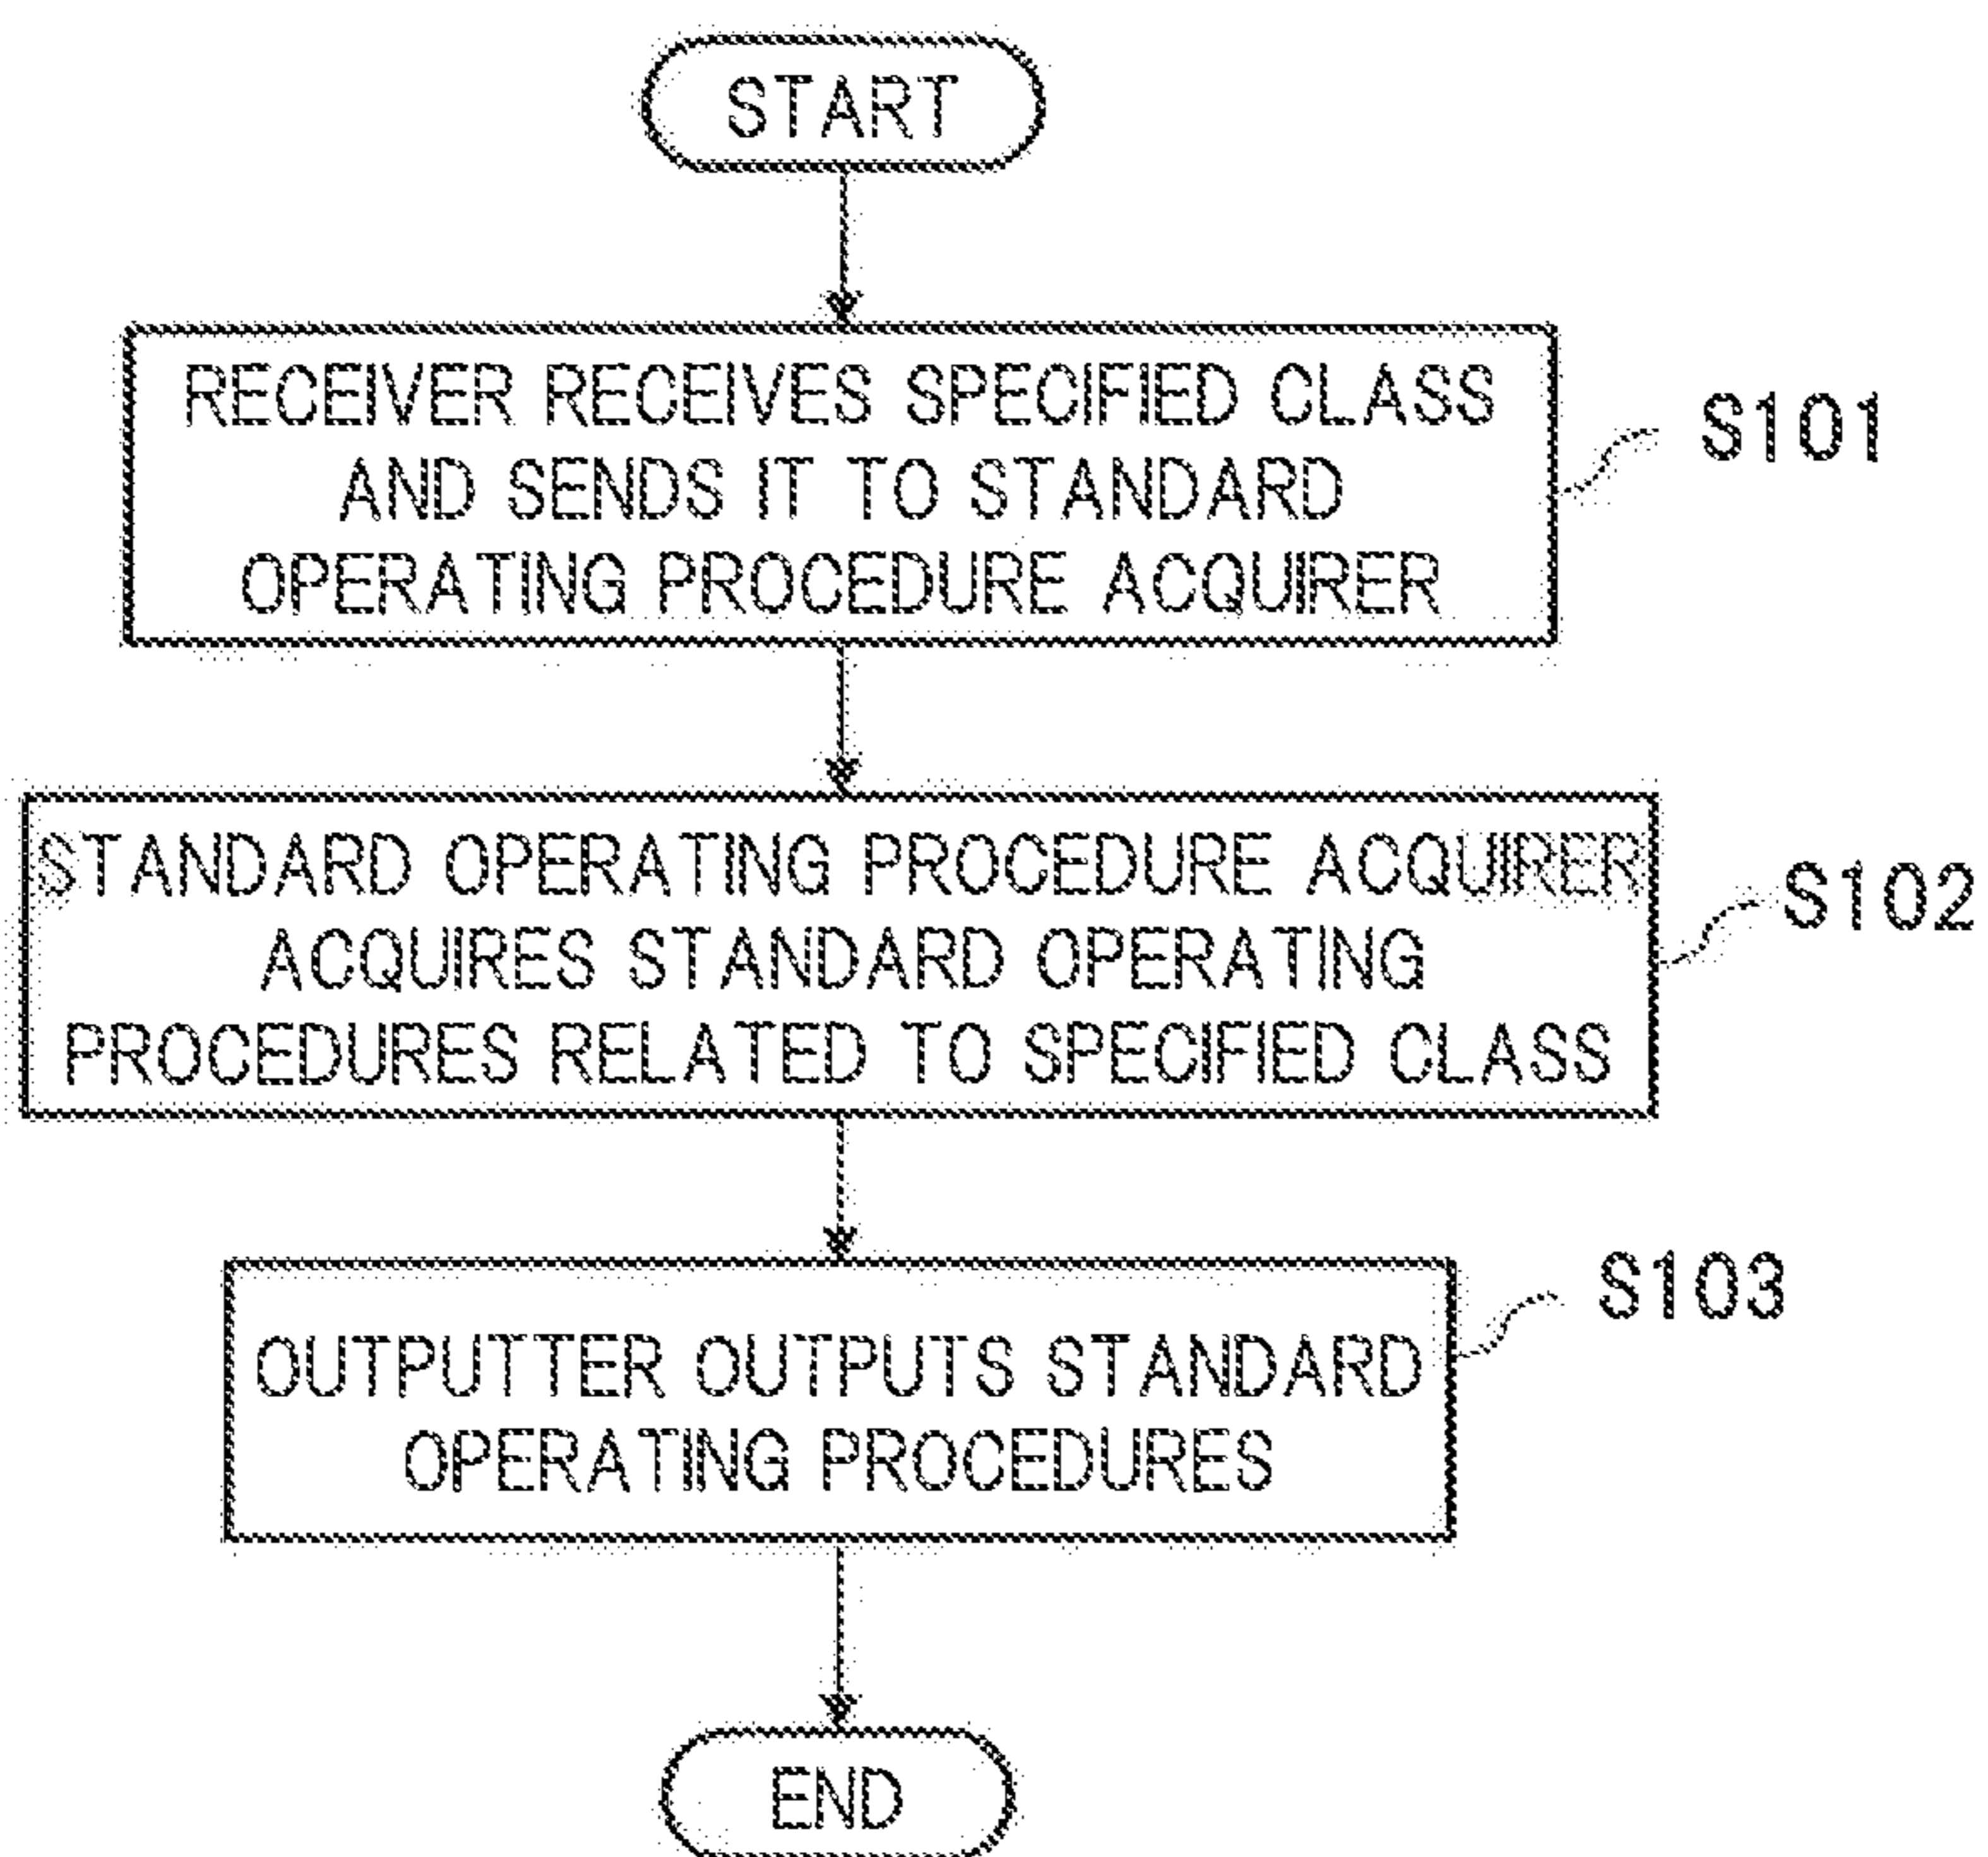 START
RECEIVER RECEIVES SPECIFIED CLASS
AND SENDS IT TO STANDARD
OPERATING PROCEDURE ACQUIRER
S101
STANDARD OPERATING PROCEDURE ACQUIRER
ACQUIRES STANDARD OPERATING
PROCEDURES RELATED TO SPECIFIED CLASS
S102
OUTPUTTER OUTPUTS STANDARD
OPERATING PROCEDURES
S103
END